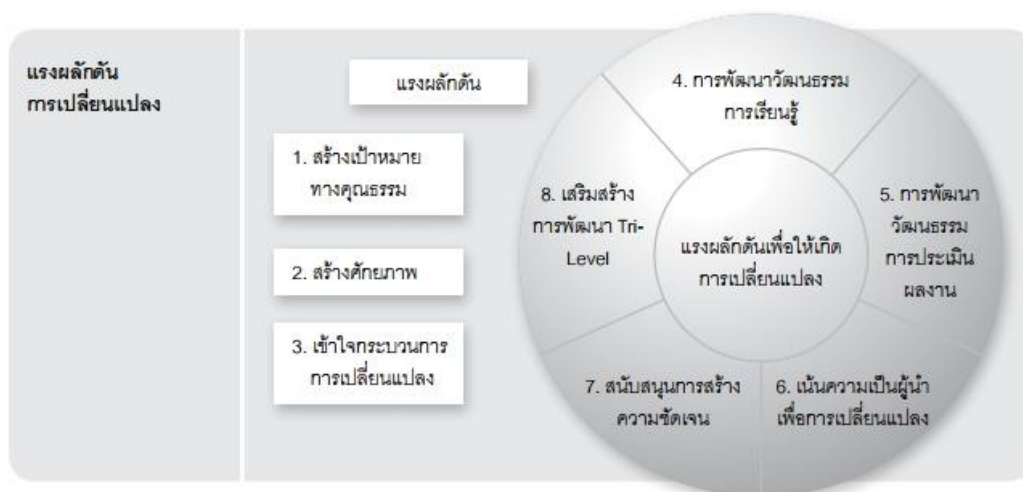 แรงผลักดัน
การเปลี่ยนแปลง
แรงผลักดัน
1. สร้างเป้าหมาย
ทางคุณธรรม
2. สร้างศักยภาพ
3. เข้าใจกระบวนการ
การเปลี่ยนแปลง
4. การพัฒนาวัฒนธรรม
การเรียนรู้
5. การพัฒนา
วัฒนธรรม
การประเมิน
ผลงาน
6. เน้นความเป็นผู้นำ
เพื่อการเปลี่ยนแปลง
7. สนับสนุนการสร้าง
ความชัดเจน
8. เสริมสร้าง
การพัฒนา Tri-
Level
แรงผลักดันเพื่อให้เกิด
การเปลี่ยนแปลง